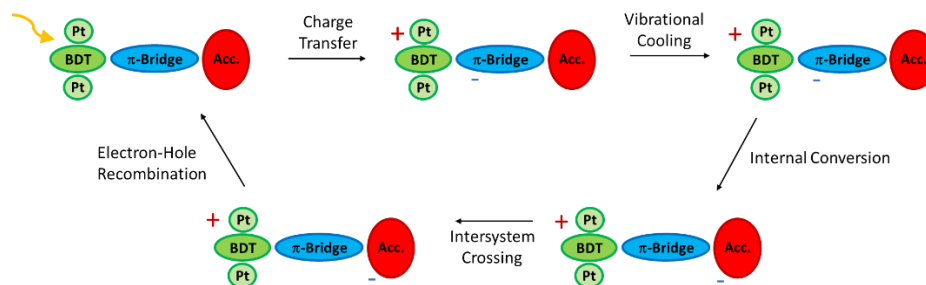 Pt
BDT
π-Bridge
Acc.
Pt
Charge
Transfer
+
Pt
BDT
π-Bridge
Acc.
-
Pt
Vibrational
Cooling
+
Pt
BDT
π-Bridge
Acc.
-
Pt
Internal Conversion
+
Pt
BDT
π-Bridge
Acc.
Pt
-
Intersystem
Crossing
+
Pt
BDT
π-Bridge
Acc.
Pt
-
Electron-Hole
Recombination